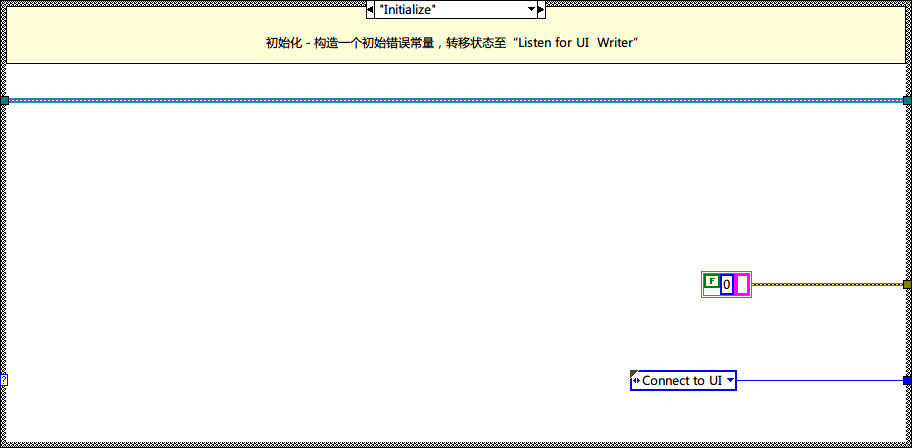 "Initialize"
初始化 - 构造一个初始错误常量，转移状态至“Listen for UI  Writer”
F 0
Connect to UI
?